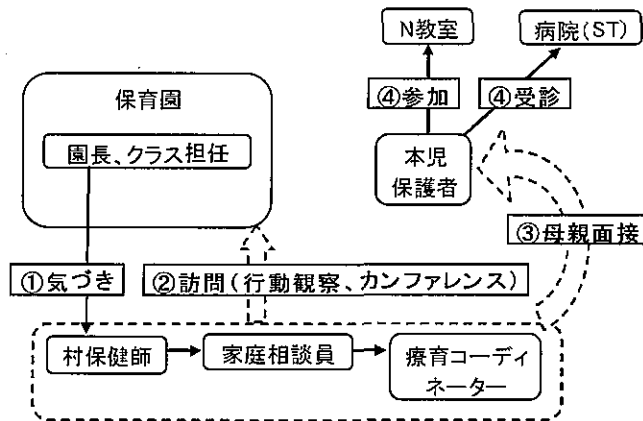 N教室
病院(ST)
④参加
④受診
保育園
園長、クラス担任
本児
保護者
③母親面接
①気づき
②訪問(行動観察、カンファレンス)
村保健師
家庭相談員
療育コーディ
ネーター